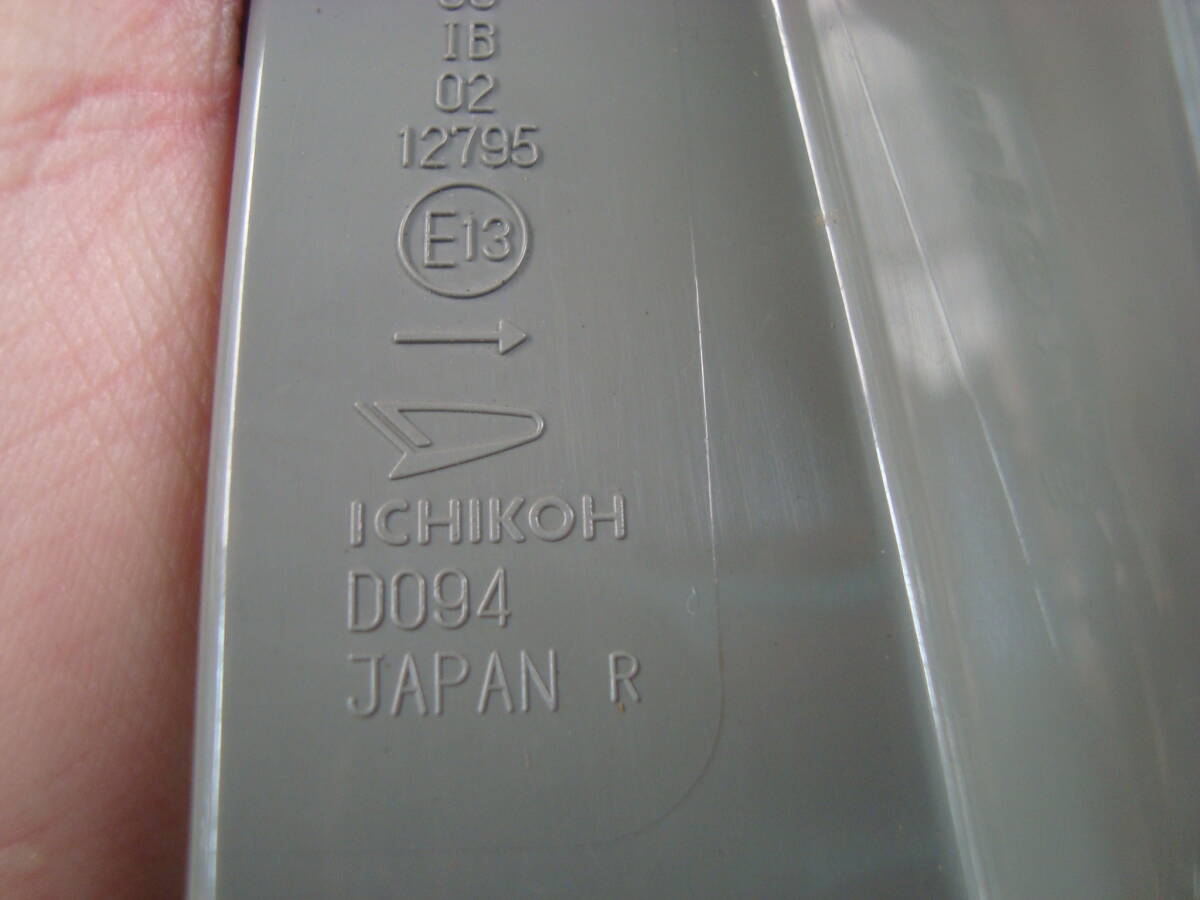 IB
02
12795
E13
ICHIKOH
D094
JAPAN R